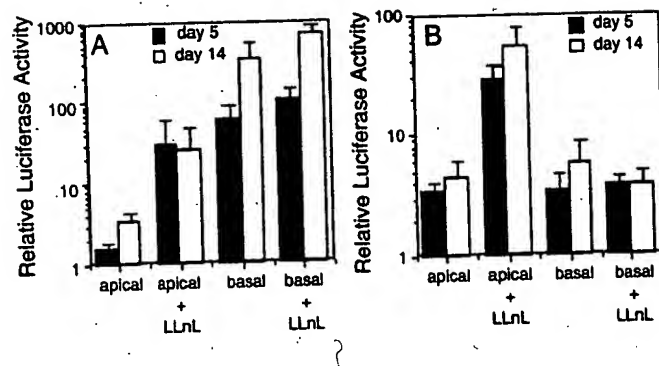 A
day 5
day 14
Relative Luciferase Activity
1000
100
10
1
apical
apical + LLnL
basal
basal + LLnL
B
day 5
day 14
Relative Luciferase Activity
100
10
1
apical
apical + LLnL
basal
basal + LLnL